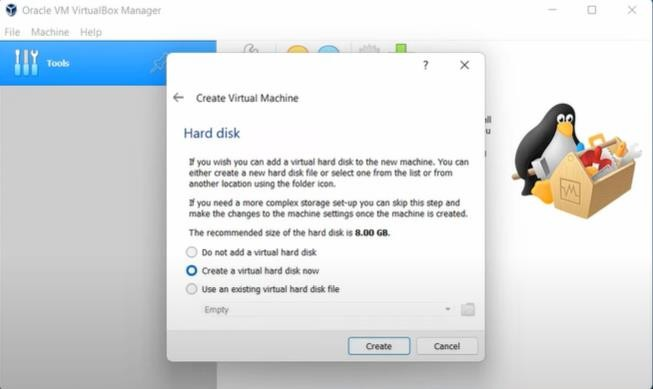 Oracle VM VirtualBox Manager
File Machine Help
Tools
?
Create Virtual Machine
Hard disk
If you wish you can add a virtual hard disk to the new machine. You can
either create a new hard disk file or select one from the list or from
another location using the folder icon.
If you need a more complex storage set-up you can skip this step and
make the changes to the machine settings once the machine is created.
The recommended size of the hard disk is 8.00 GB.
Do not add a virtual hard disk
Create a virtual hard disk now
Use an existing virtual hard disk file
Empty
Create Cancel